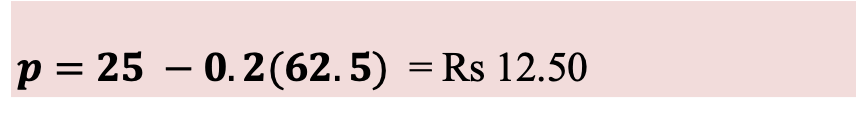 p = 25 – 0.2(62.5) = Rs 12.50